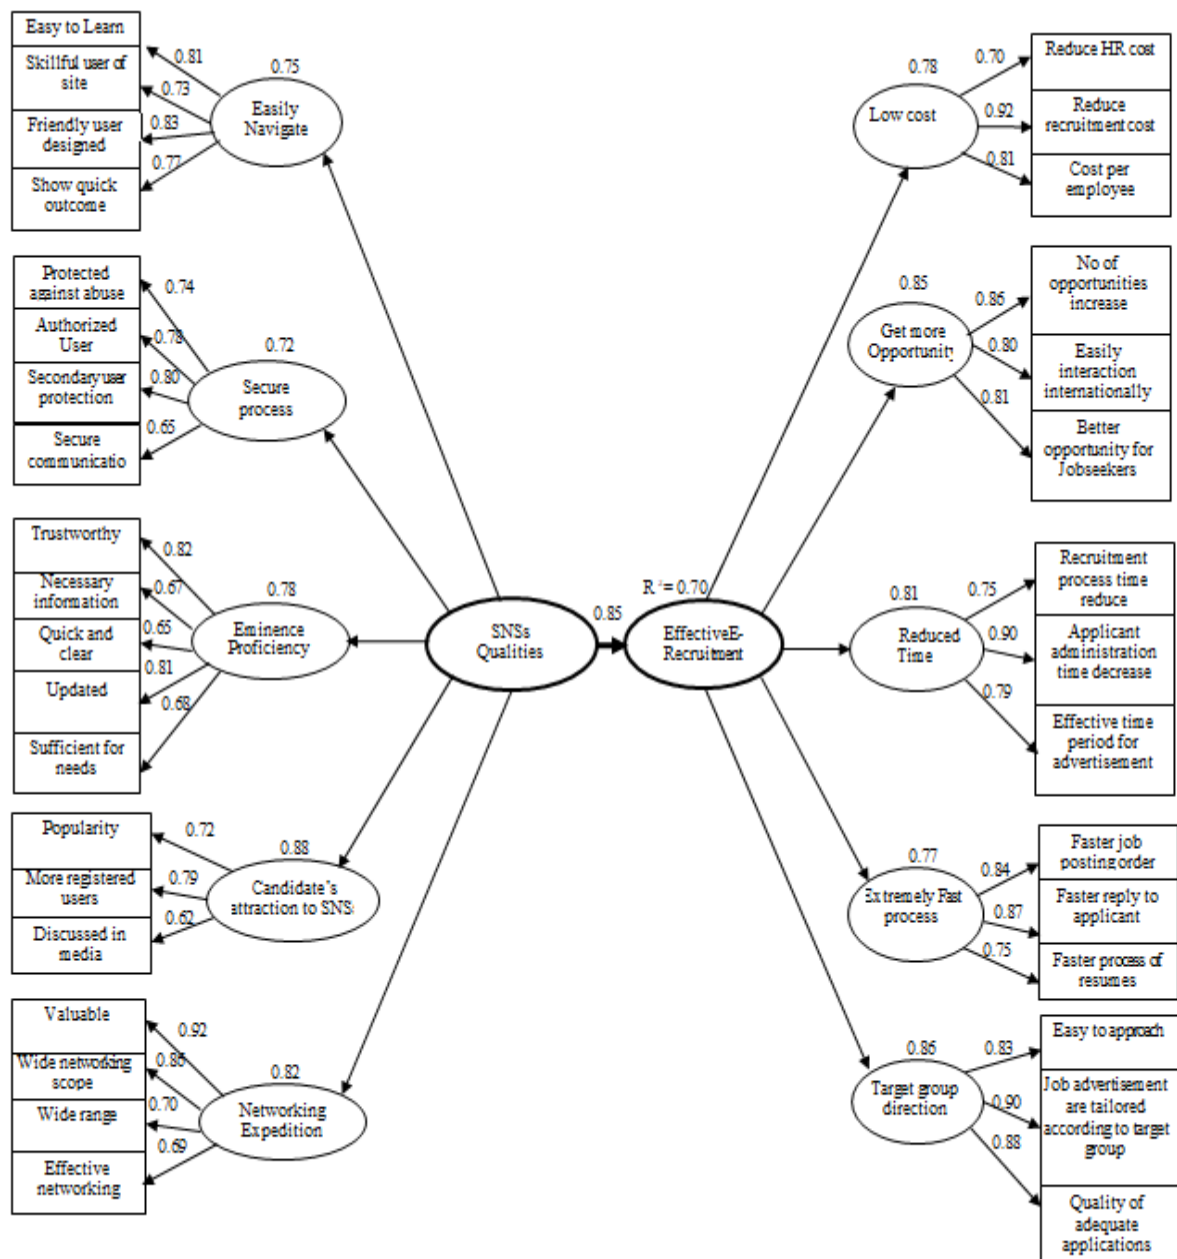 Easy to Learn
Skillful user of
site
Friendly user
designed
Show quick
outcome
0.81
0.73
0.83
0.77
0.75
Easily
Navigate
Protected
against abuse
Authorized
User
Secondary user
protection
Secure
communicatio
0.74
0.78
0.80
0.65
0.72
Secure
process
Trustworthy
Necessary
information
Quick and
clear
Updated
Sufficient for
needs
0.82
0.67
0.65
0.81
0.68
0.78
Eminence
Proficiency
Popularity
More registered
users
Discussed in
media
0.72
0.79
0.62
0.88
Candidate's
attraction to SNS
Valuable
Wide networking
scope
Wide range
Effective
networking
0.92
0.86
0.70
0.69
0.82
Networking
Expedition
SNSs
Qualities
0.85
R² = 0.70
Effective E-
Recruitment
0.78
Low cost
0.70
0.92
0.81
Reduce HR cost
Reduce
recruitment cost
Cost per
employee
0.85
Get more
Opportunity
0.86
0.80
0.81
No of
opportunities
increase
Easily
interaction
internationally
Better
opportunity for
Jobseekers
0.81
Reduced
Time
0.75
0.90
0.79
Recruitment
process time
reduce
Applicant
administration
time decrease
Effective time
period for
advertisement
0.77
Extremely Fast
process
0.84
0.87
0.75
Faster job
posting order
Faster reply to
applicant
Faster process of
resumes
0.86
Target group
direction
0.83
0.90
0.88
Easy to approach
Job advertisement
are tailored
according to target
group
Quality of
adequate
applications